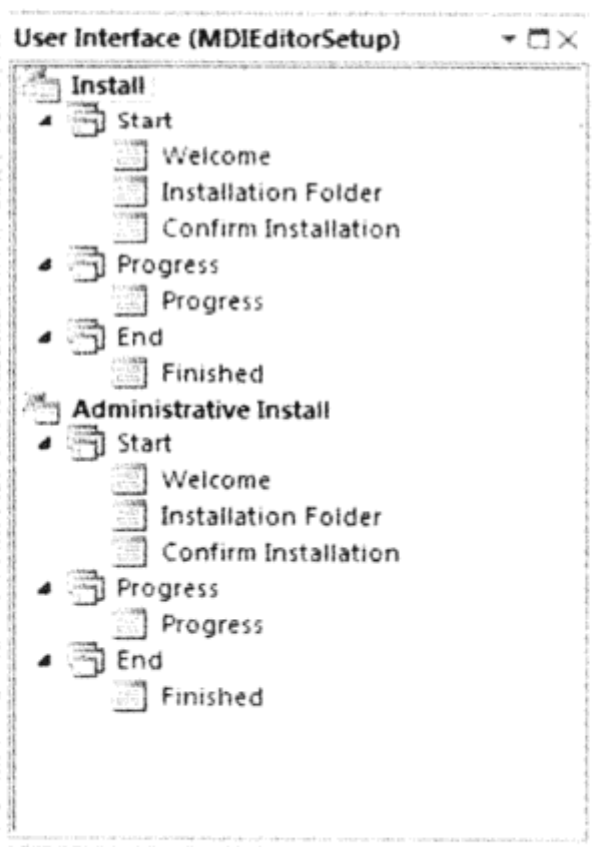 User Interface (MDIEditorSetup)
Install
Start
Welcome
Installation Folder
Confirm Installation
Progress
Progress
End
Finished
Administrative Install
Start
Welcome
Installation Folder
Confirm Installation
Progress
Progress
End
Finished